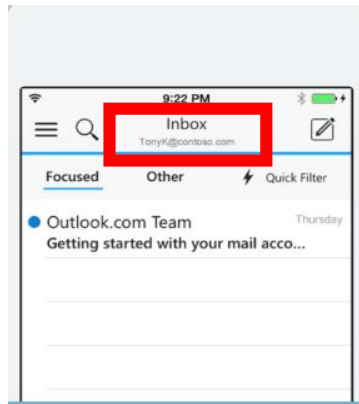 9:22 PM
Inbox
TonyK@contoso.com
Focused Other Quick Filter
Outlook.com Team Thursday
Getting started with your mail acco...